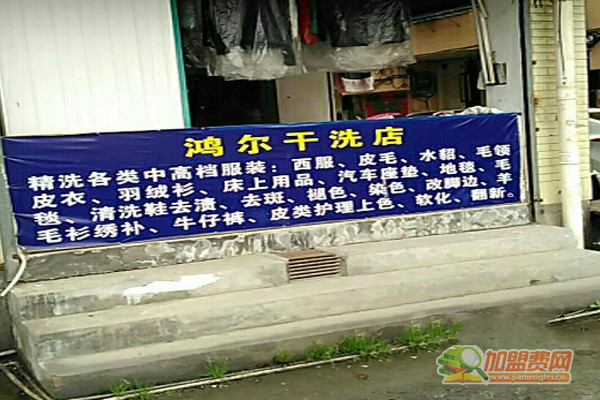 鸿尔干洗店
精洗各类中高档服装：西服、皮毛、水貂、毛领
皮衣、羽绒衫、床上用品、汽车座垫、地毯、毛
毯、清洗鞋去渍、去斑、褪色、染色、改脚边、羊
毛衫绣补、牛仔裤、皮类护理上色、软化、翻新。
加盟费网
www.jiamengfei.cn